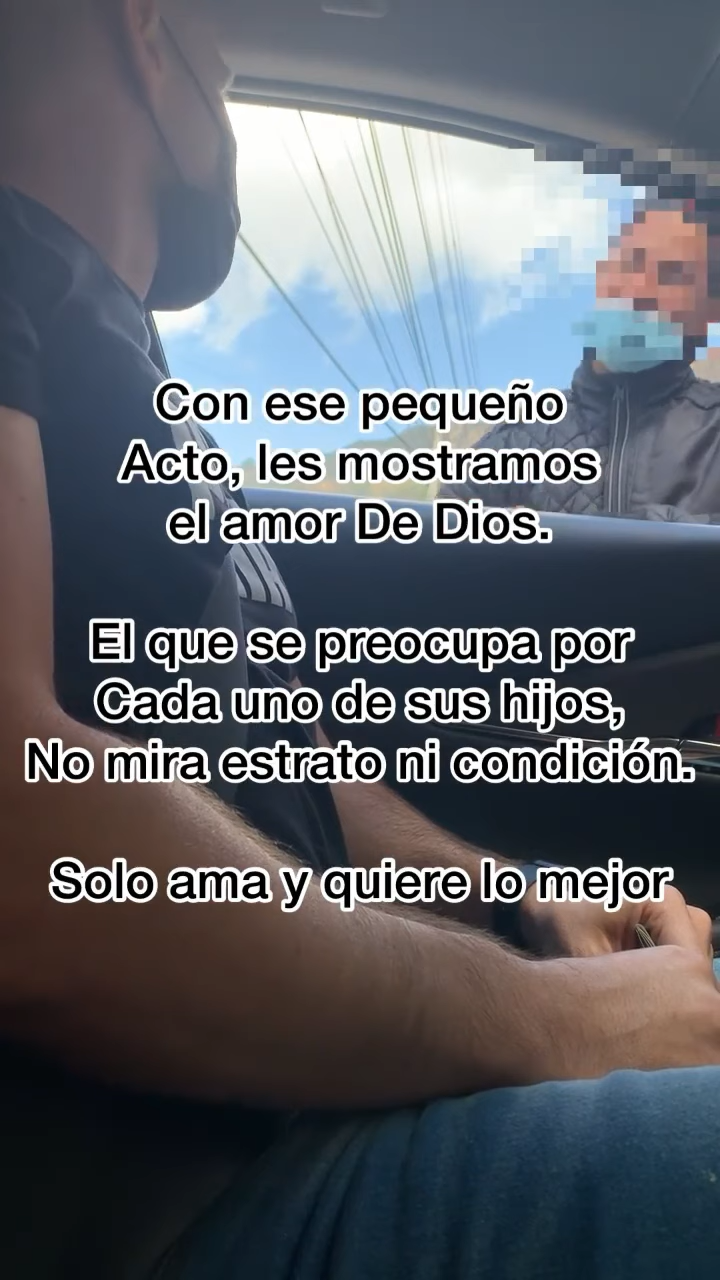 Con ese pequeño
Acto, les mostramos
el amor De Dios.
El que se preocupa por
Cada uno de sus hijos,
No mira estrato ni condición.
Solo ama y quiere lo mejor